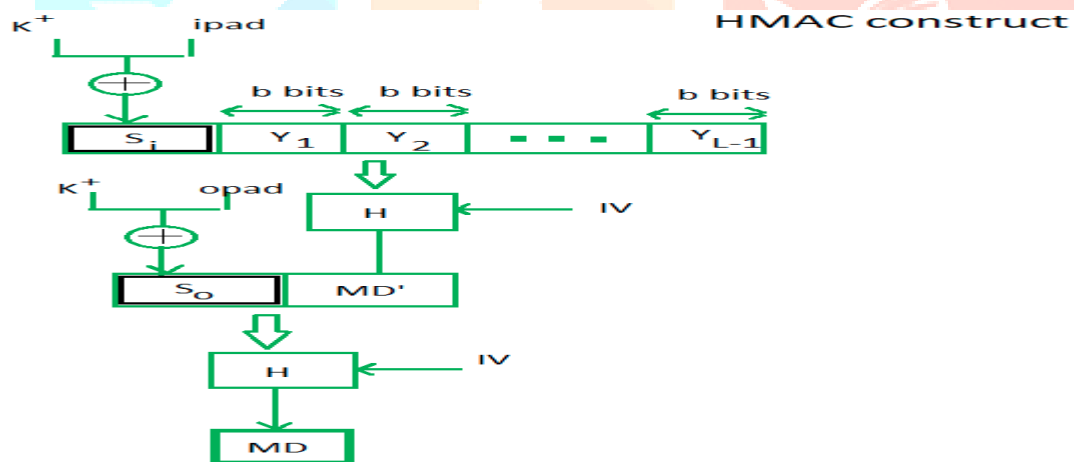 HMAC construct
K+ ipad
b bits b bits b bits
Si Y1 Y2 YL-1
K+ opad
H IV
So MD'
H IV
MD